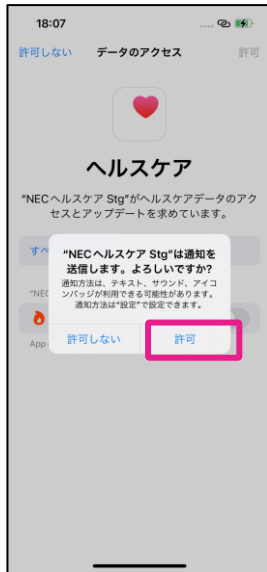 18:07
許可しない データのアクセス 許可
ヘルスケア
"NECヘルスケア Stg"がヘルスケアデータのアク
セスとアップデートを求めています。
すべ
"NECヘルスケア Stg"は通知を
送信します。よろしいですか?
通知方法は、テキスト、サウンド、アイコ
ンバッジが利用できる可能性があります。
通知方法は"設定"で設定できます。
"NEC
App
許可しない 許可